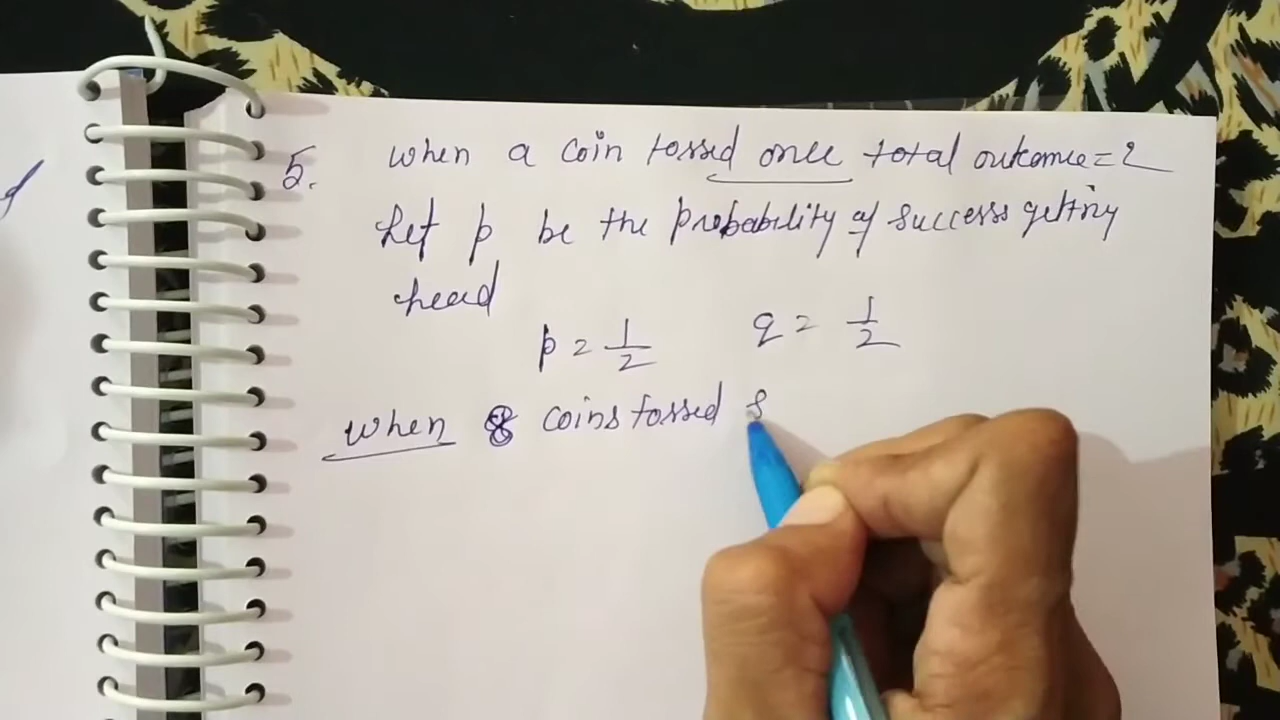 5. when a coin tossed once total outcome = 2
Let p be the probability of success getting
head
p = 1/2 q = 1/2
when 8 coins tossed